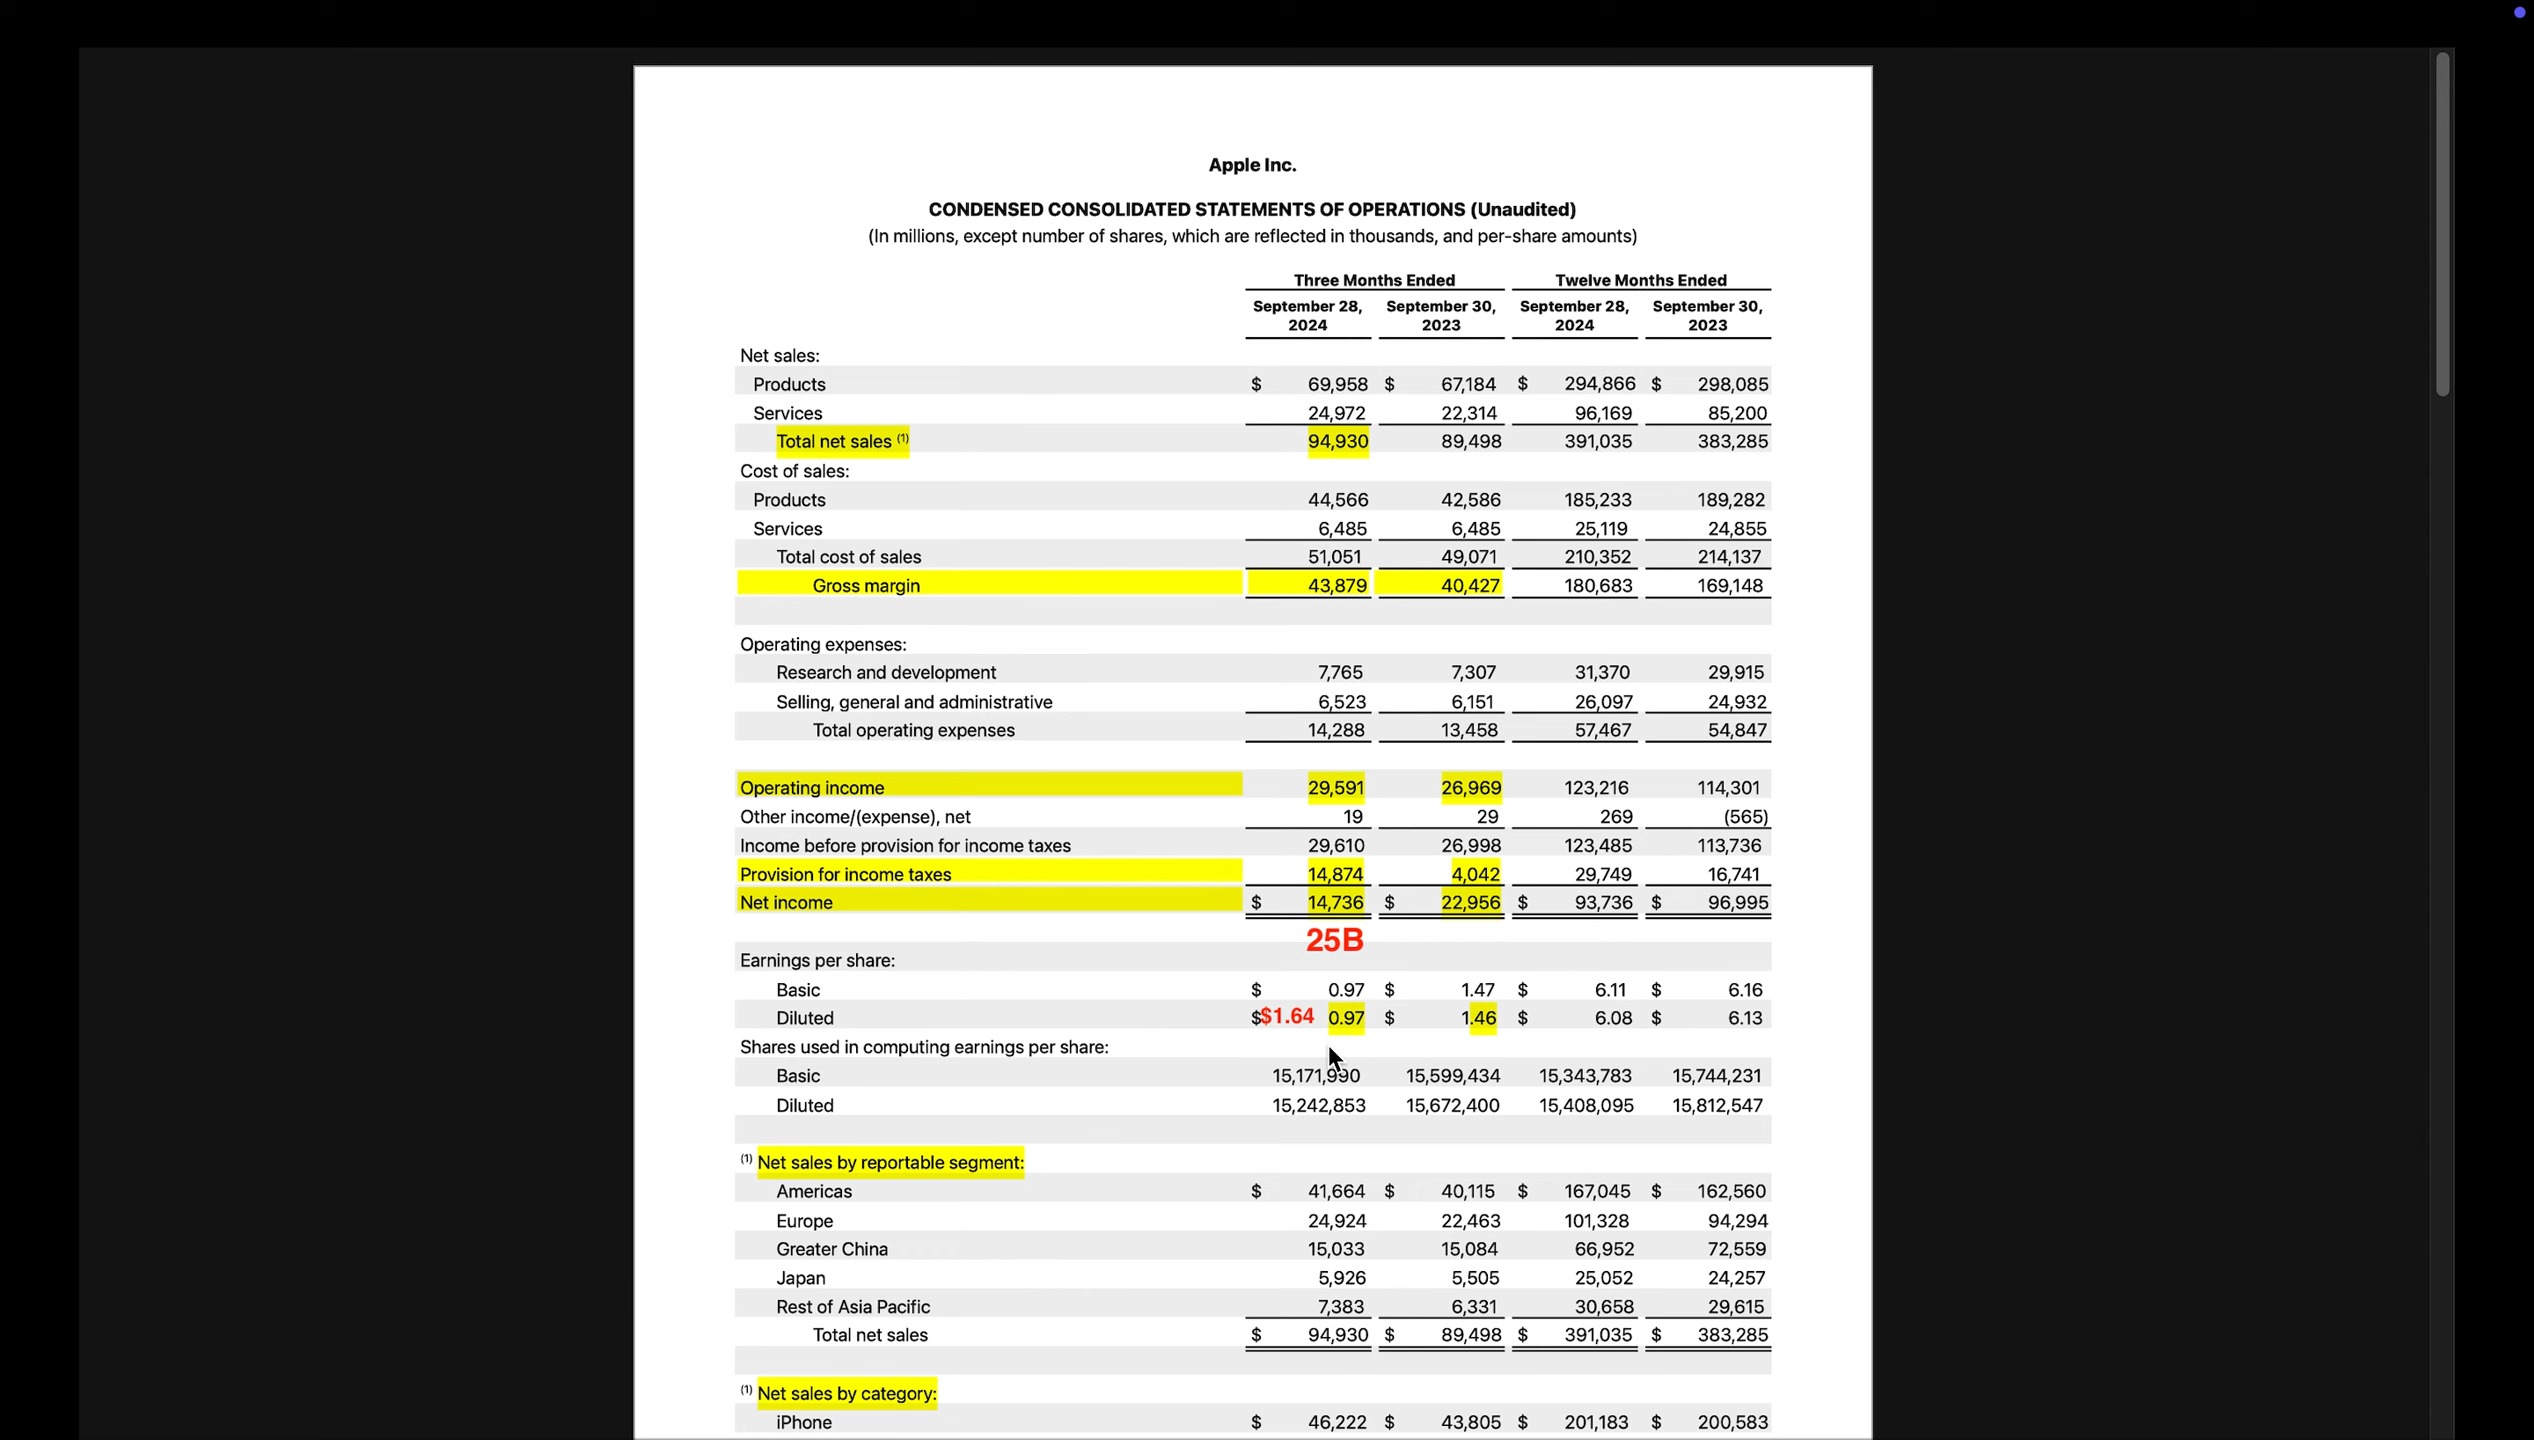 Apple Inc.
CONDENSED CONSOLIDATED STATEMENTS OF OPERATIONS (Unaudited)
(In millions, except number of shares, which are reflected in thousands, and per-share amounts)
Three Months Ended Twelve Months Ended
September 28, 2024 September 30, 2023 September 28, 2024 September 30, 2023
Net sales:
Products $ 69,958 $ 67,184 $ 294,866 $ 298,085
Services 24,972 22,314 96,169 85,200
Total net sales (1) 94,930 89,498 391,035 383,285
Cost of sales:
Products 44,566 42,586 185,233 189,282
Services 6,485 6,485 25,119 24,855
Total cost of sales 51,051 49,071 210,352 214,137
Gross margin 43,879 40,427 180,683 169,148
Operating expenses:
Research and development 7,765 7,307 31,370 29,915
Selling, general and administrative 6,523 6,151 26,097 24,932
Total operating expenses 14,288 13,458 57,467 54,847
Operating income 29,591 26,969 123,216 114,301
Other income/(expense), net 19 29 269 (565)
Income before provision for income taxes 29,610 26,998 123,485 113,736
Provision for income taxes 14,874 4,042 29,749 16,741
Net income $ 14,736 $ 22,956 $ 93,736 $ 96,995
25B
Earnings per share:
Basic $ 0.97 $ 1.47 $ 6.11 $ 6.16
Diluted $ $1.64 0.97 $ 1.46 $ 6.08 $ 6.13
Shares used in computing earnings per share:
Basic 15,171,990 15,599,434 15,343,783 15,744,231
Diluted 15,242,853 15,672,400 15,408,095 15,812,547
(1) Net sales by reportable segment:
Americas $ 41,664 $ 40,115 $ 167,045 $ 162,560
Europe 24,924 22,463 101,328 94,294
Greater China 15,033 15,084 66,952 72,559
Japan 5,926 5,505 25,052 24,257
Rest of Asia Pacific 7,383 6,331 30,658 29,615
Total net sales $ 94,930 $ 89,498 $ 391,035 $ 383,285
(1) Net sales by category:
iPhone $ 46,222 $ 43,805 $ 201,183 $ 200,583